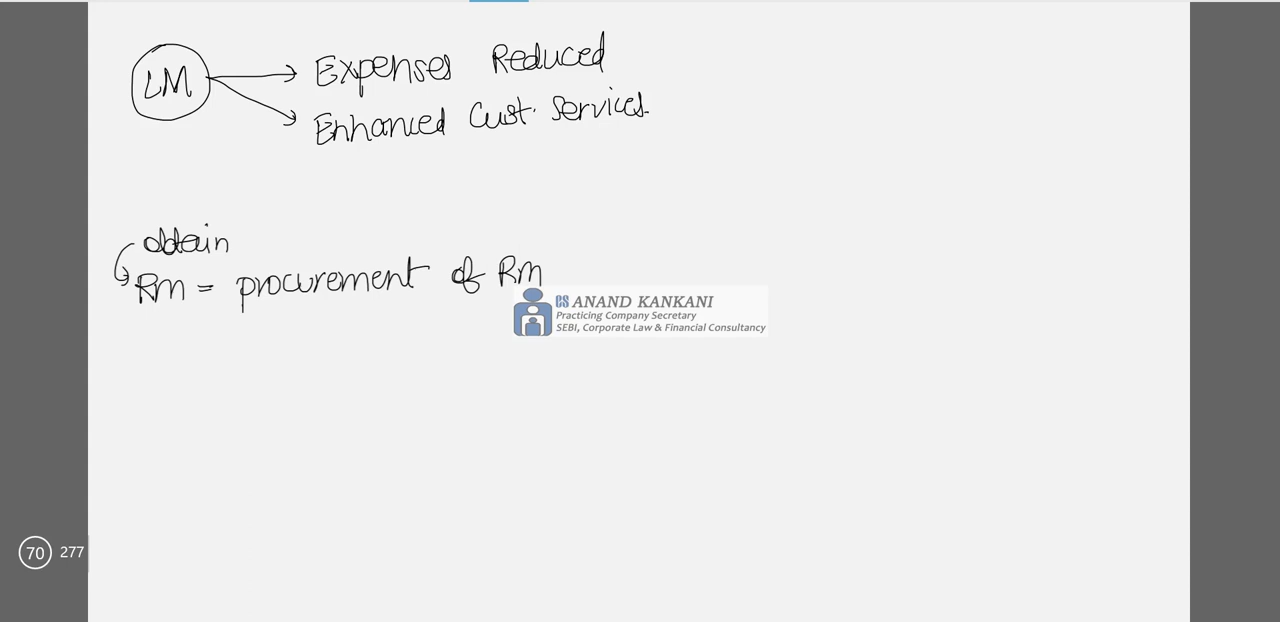 LM
Expenses Reduced
Enhanced Cust. Services.
obtain
RM = procurement of RM
CS ANAND KANKANI
Practicing Company Secretary
SEBI, Corporate Law & Financial Consultancy
70 277